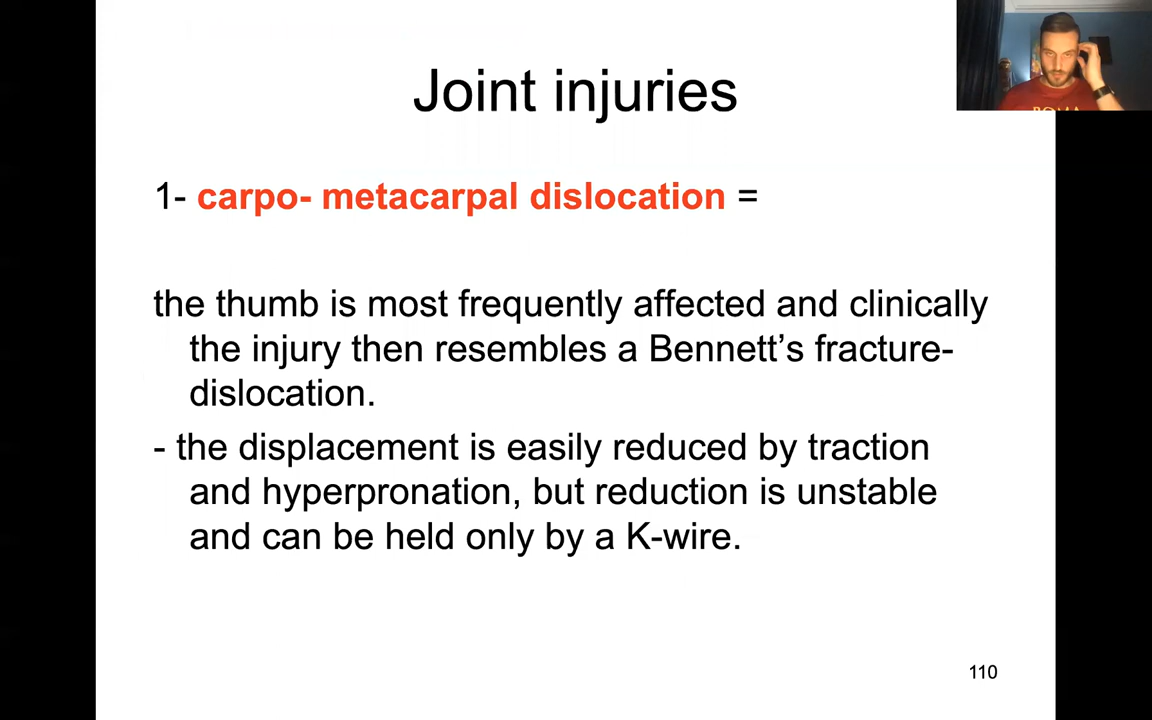 Joint injuries
1- carpo- metacarpal dislocation =
the thumb is most frequently affected and clinically
the injury then resembles a Bennett’s fracture-
dislocation.
- the displacement is easily reduced by traction
and hyperpronation, but reduction is unstable
and can be held only by a K-wire.
110
ROMA